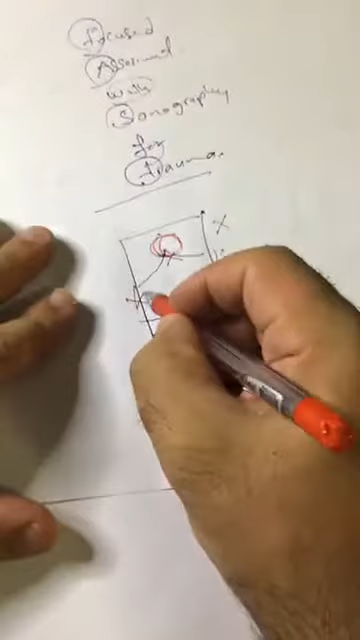 Focused
Assessment
with
Sonography
for
Trauma.
X